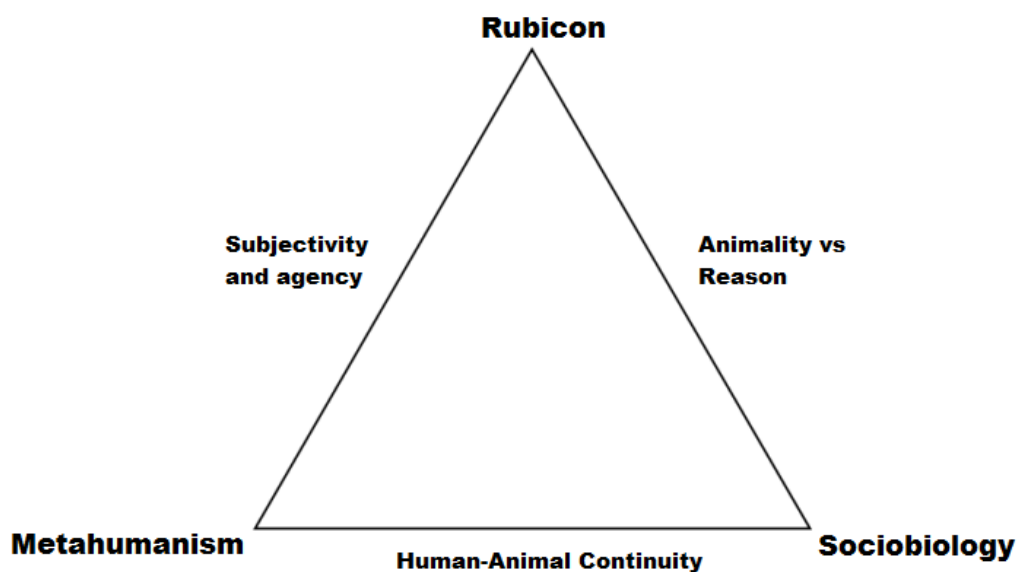 Rubicon
Subjectivity
and agency
Animality vs
Reason
Metahumanism
Human-Animal Continuity
Sociobiology